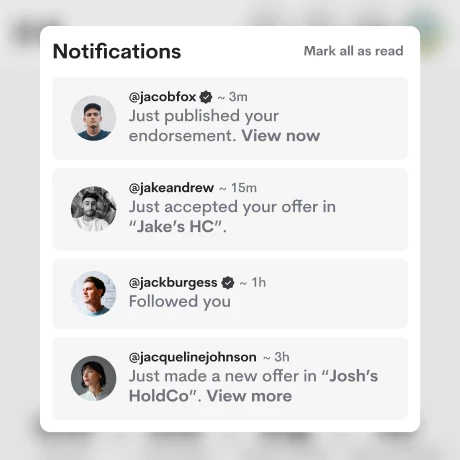 Notifications
Mark all as read
@jacobfox ~ 3m
Just published your
endorsement. View now
@jakeandrew ~ 15m
Just accepted your offer in
“Jake’s HC”.
@jackburgess ~ 1h
Followed you
@jacquelinejohnson ~ 3h
Just made a new offer in “Josh’s
HoldCo”. View more